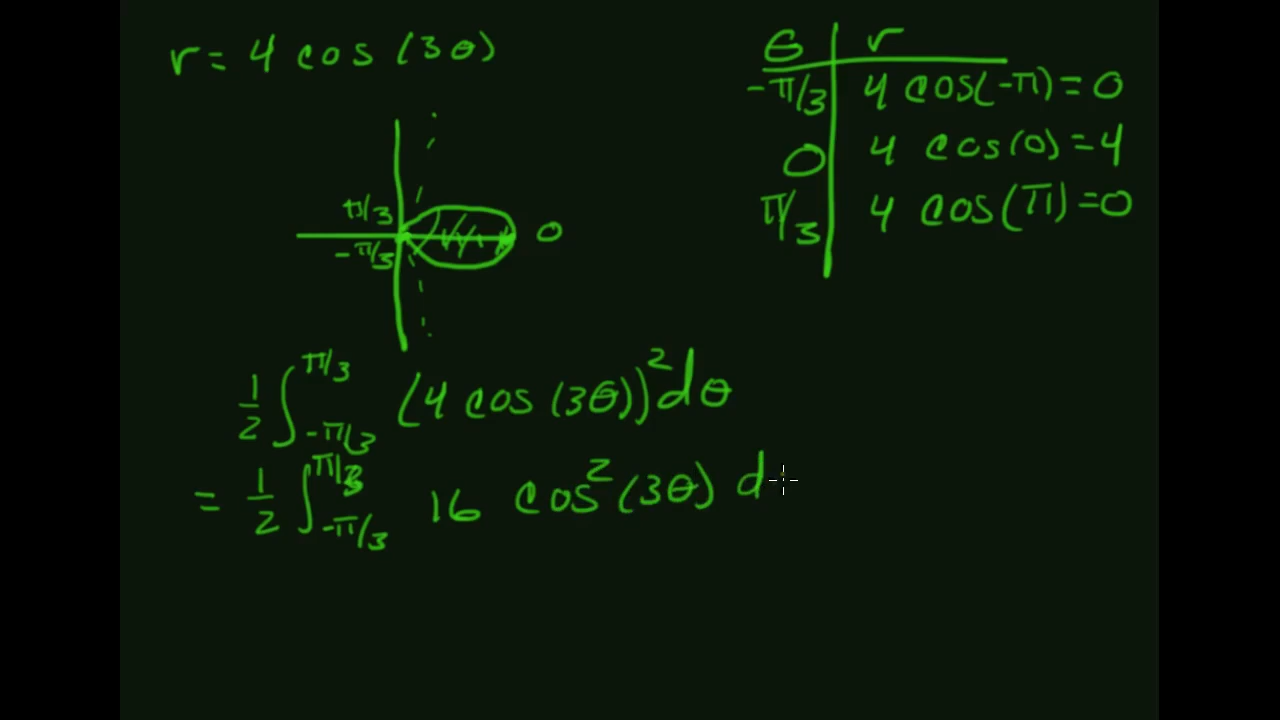 r = 4 cos (3θ)
θ r
-π/3 4 cos(-π) = 0
0 4 cos(0) = 4
π/3 4 cos(π) = 0
π/3
-π/3
0
1/2 ∫_{-π/3}^{π/3} (4 cos (3θ))² dθ
= 1/2 ∫_{-π/3}^{π/3} 16 cos² (3θ) d